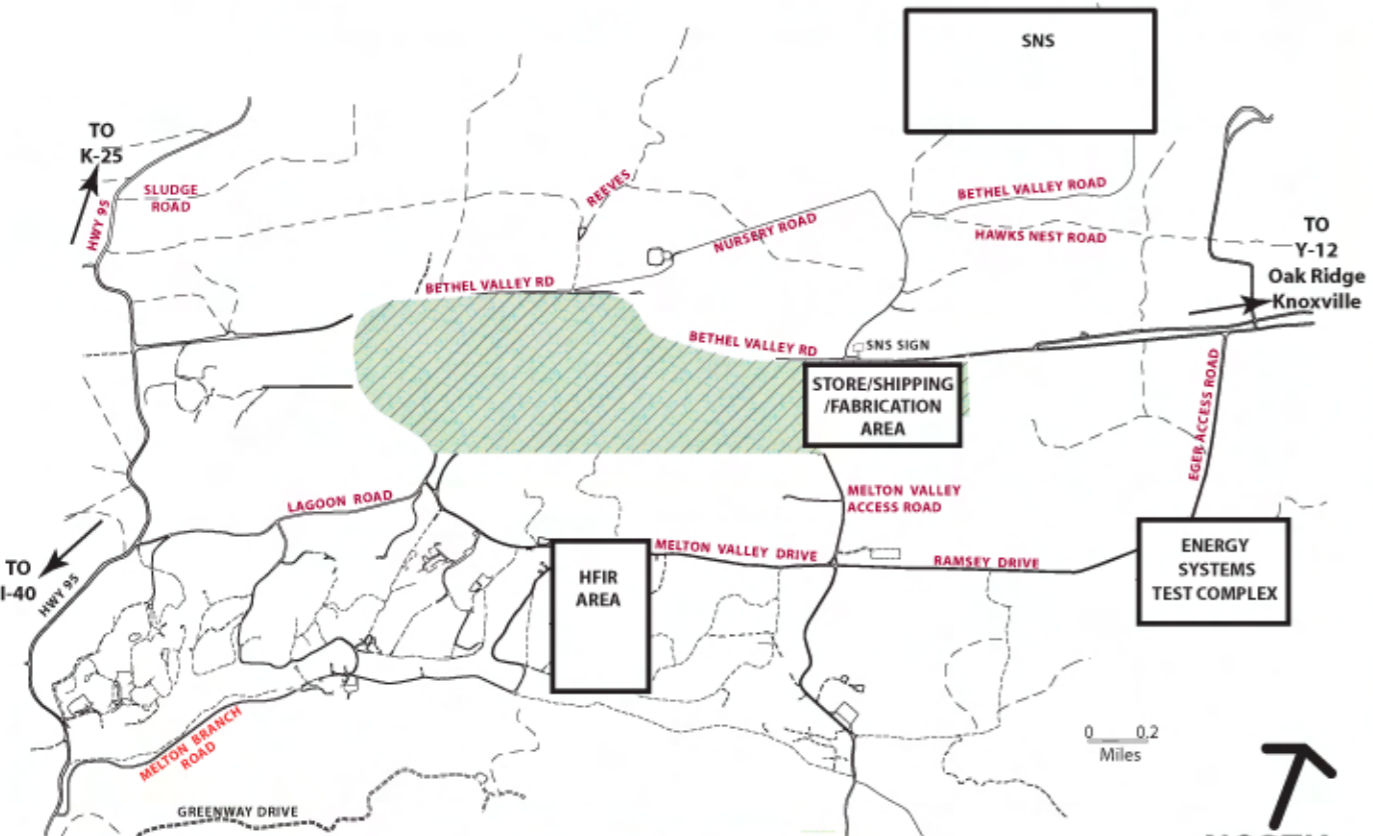 SNS
TO
K-25
SLUDGE
ROAD
HWY 95
REEVES
NURSERY ROAD
BETHEL VALLEY ROAD
HAWKS NEST ROAD
TO
Y-12
Oak Ridge
Knoxville
BETHEL VALLEY RD
BETHEL VALLEY RD
SNS SIGN
STORE/SHIPPING
/FABRICATION
AREA
EGER ACCESS ROAD
LAGOON ROAD
MELTON VALLEY
ACCESS ROAD
TO
I-40
HWY 95
HFIR
AREA
MELTON VALLEY DRIVE
RAMSEY DRIVE
ENERGY
SYSTEMS
TEST COMPLEX
MELTON BRANCH
ROAD
0 0.2
Miles
GREENWAY DRIVE
NORTH